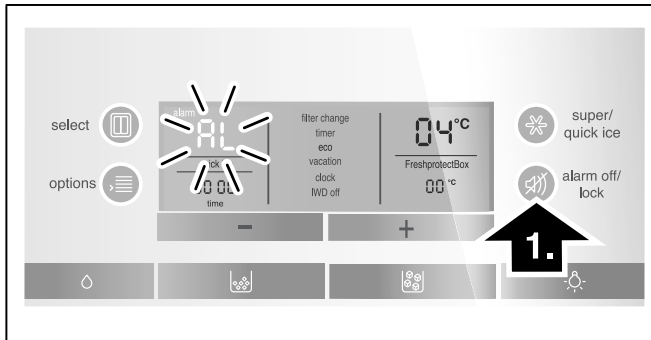 select
options
alarm
AL
ick
00 00
time
filter change
timer
eco
vacation
clock
IWD off
04°C
FreshprotectBox
00 °C
super/
quick ice
alarm off/
lock
− +
1.